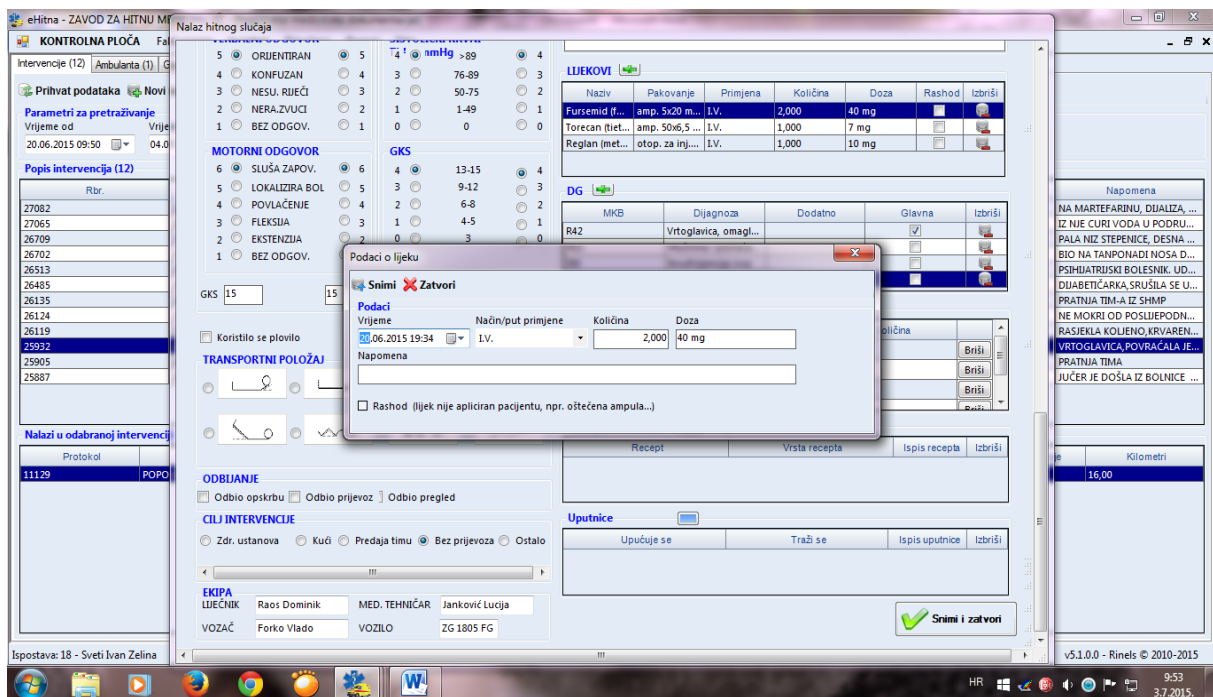 eHitna - ZAVOD ZA HITNU M
Nalaz hitnog slučaja
KONTROLNA PLOČA
Intervencije (12) Ambulanta (1)
Prihvat podataka Novi
Parametri za pretraživanje
Vrijeme od Vrije
20.06.2015 09:50 04.0
Popis intervencija (12)
Rbr.
27082
27065
26709
26702
26513
26485
26135
26124
26119
25932
25905
25887
Nalazi u odabranoj intervencij
Protokol
11129 POPO
Ispostava: 18 - Sveti Ivan Zelina
5 ORIJENTIRAN 5
4 KONFUZAN 4
3 NESU. RIJEČI 3
2 NERA.ZVUCI 2
1 BEZ ODGOV. 1
mmHg >89 4
3 76-89 3
2 50-75 2
1 1-49 1
0 0 0
MOTORNI ODGOVOR
6 SLUŠA ZAPOV. 6
5 LOKALIZIRA BOL 5
4 POVLAČENJE 4
3 FLEKSIJA 3
2 EKSTENZIJA 2
1 BEZ ODGOV.
GKS
4 13-15 4
3 9-12 3
2 6-8 2
1 4-5 1
0 3 0
GKS 15 15
Koristilo se plovilo
TRANSPORTNI POLOŽAJ
ODBIJANJE
Odbio opskrbu Odbio prijevoz Odbio pregled
CILJ INTERVENCIJE
Zdr. ustanova Kući Predaja timu Bez prijevoza Ostalo
EKIPA
LIJEČNIK Raos Dominik MED. TEHNIČAR Janković Lucija
VOZAČ Forko Vlado VOZILO ZG 1805 FG
LIJEKOVI
Naziv Pakovanje Primjena Količina Doza Rashod Izbriši
Fursemid (f... amp. 5x20 m... I.V. 2,000 40 mg
Torecan (tiet... amp. 50x6,5 ... I.V. 1,000 7 mg
Reglan (met... otop. za inj.... I.V. 1,000 10 mg
DG
MKB Dijagnoza Dodatno Glavna Izbriši
R42 Vrtoglavica, omagl...
Podaci o lijeku
Snimi Zatvori
Podaci
Vrijeme Način/put primjene Količina Doza
20.06.2015 19:34 I.V. 2,000 40 mg
Napomena
Rashod (lijek nije apliciran pacijentu, npr. oštećena ampula...)
Briši
Briši
Briši
Briši
Recept Vrsta recepta Ispis recepta Izbriši
Uputnice
Upućuje se Traži se Ispis uputnice Izbriši
Snimi i zatvori
Napomena
NA MARTEFARINU, DIJALIZA, ...
IZ NJE CURI VODA U PODRU...
PALA NIZ STEPENICE, DESNA ...
BIO NA TANPONADI NOSA D...
PSIHIJATRIJSKI BOLESNIK. UD...
DIJABETIČARKA,SRUŠILA SE U...
PRATNJA TIM-A IZ SHMP
NE MOKRI OD POSLIJEPODN...
RASJEKLA KOLJENO,KRVAREN...
VRTOGLAVICA,POVRAĆALA JE...
PRATNJA TIMA
JUČER JE DOŠLA IZ BOLNICE ...
Kilometri
16,00
v5.1.0.0 - Rinels © 2010-2015
HR
9:53
3.7.2015.